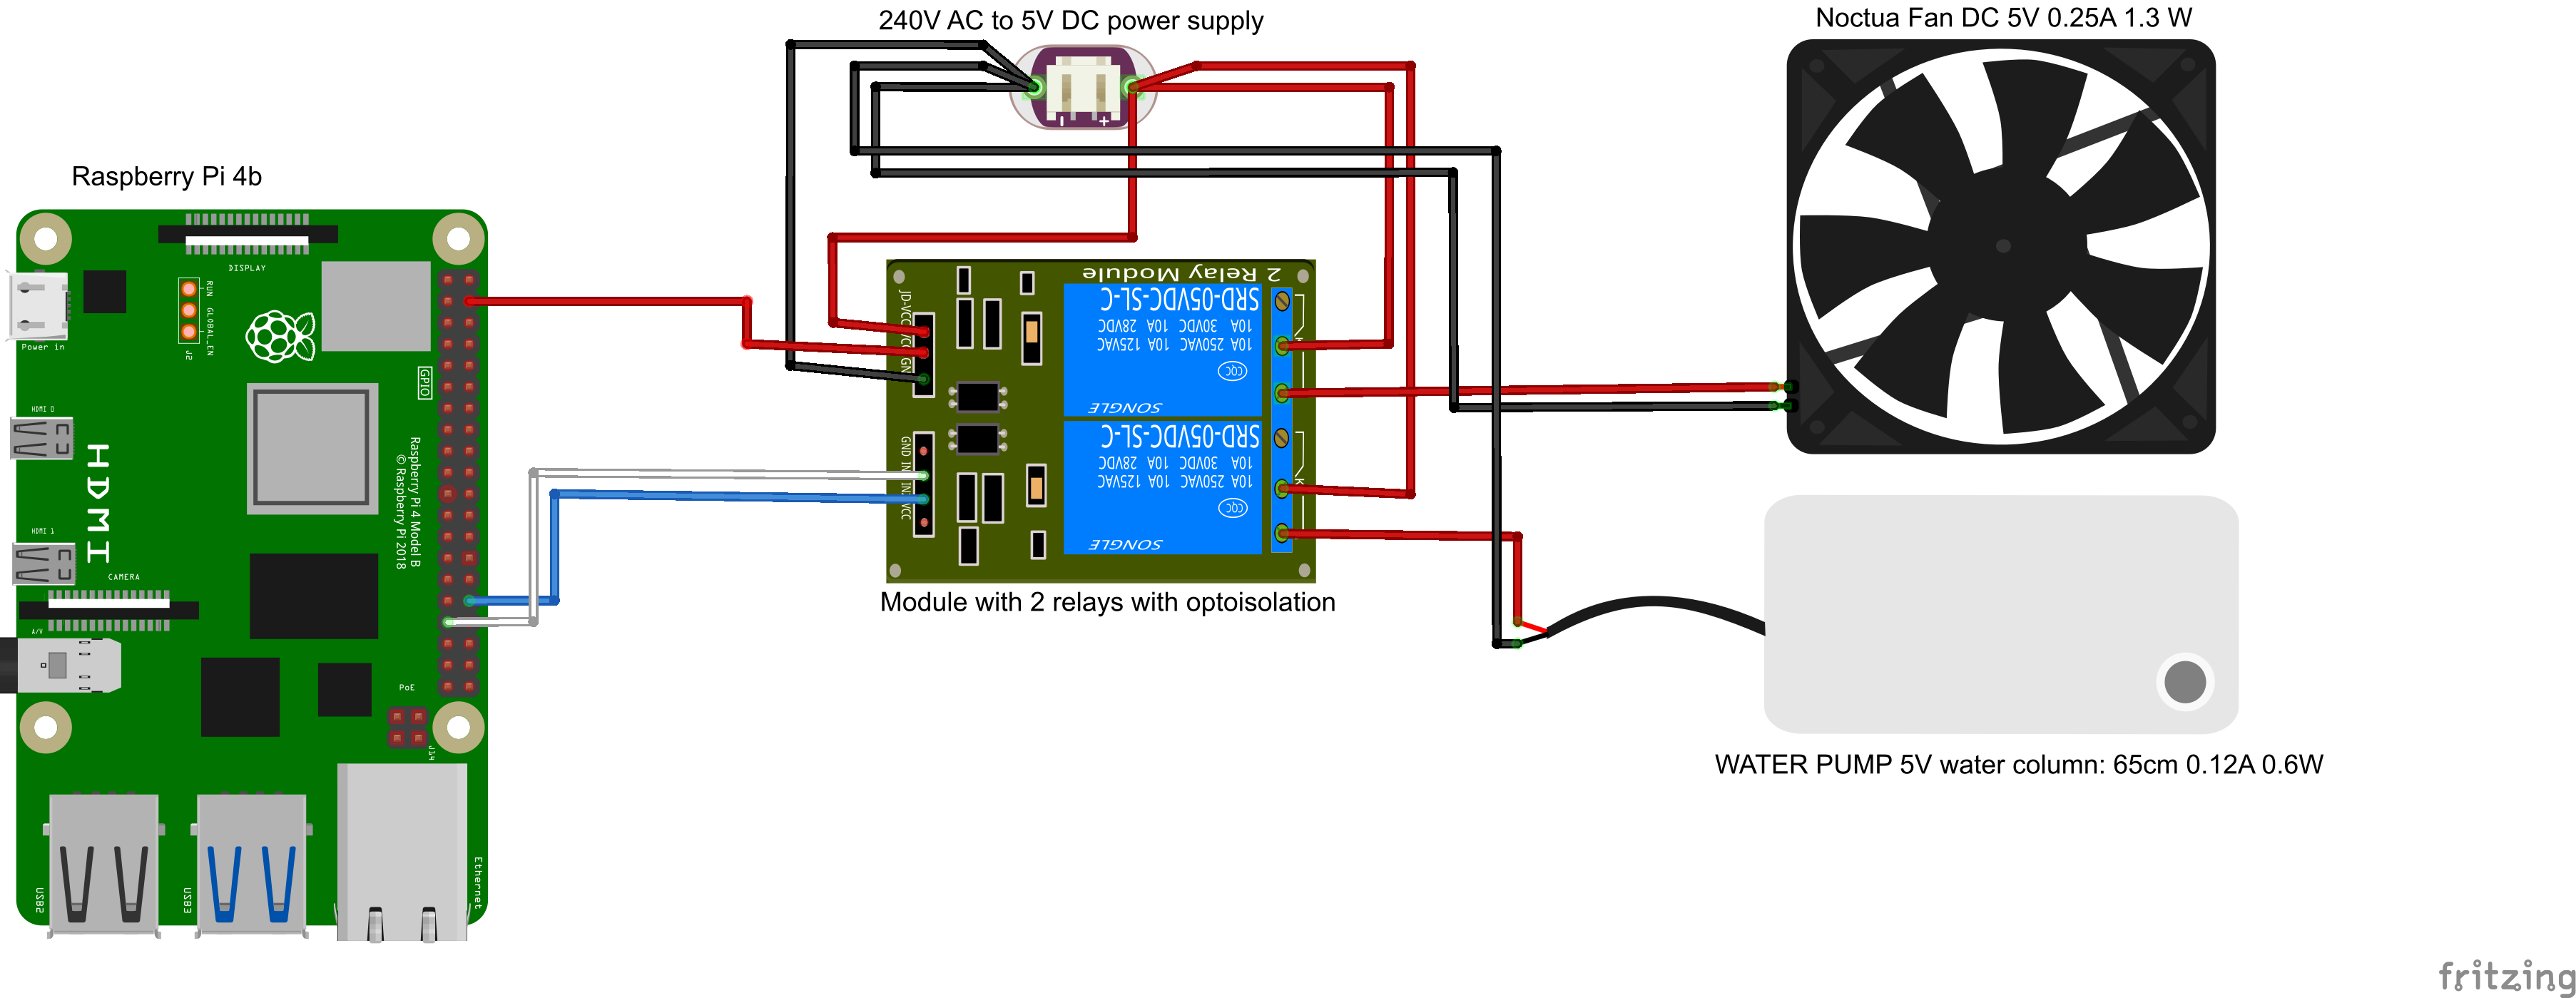 240V AC to 5V DC power supply
Noctua Fan DC 5V 0.25A 1.3 W
Raspberry Pi 4b
DISPLAY
RUN
GLOBAL_EN
J2
Power in
GPIO
HDMI 0
HDMI
HDMI 1
Raspberry Pi 4 Model B
© Raspberry Pi 2018
CAMERA
A/V
PoE
J14
USB2
USB3
Ethernet
- +
2 Relay Module
JD-VCC
GND IN
VCC
SRD-05VDC-SL-C
10A 30VDC 10A 28VDC
10A 250VAC 10A 125VAC
CQC
SONGLE
SRD-05VDC-SL-C
10A 30VDC 10A 28VDC
10A 250VAC 10A 125VAC
CQC
SONGLE
Module with 2 relays with optoisolation
WATER PUMP 5V water column: 65cm 0.12A 0.6W
fritzing